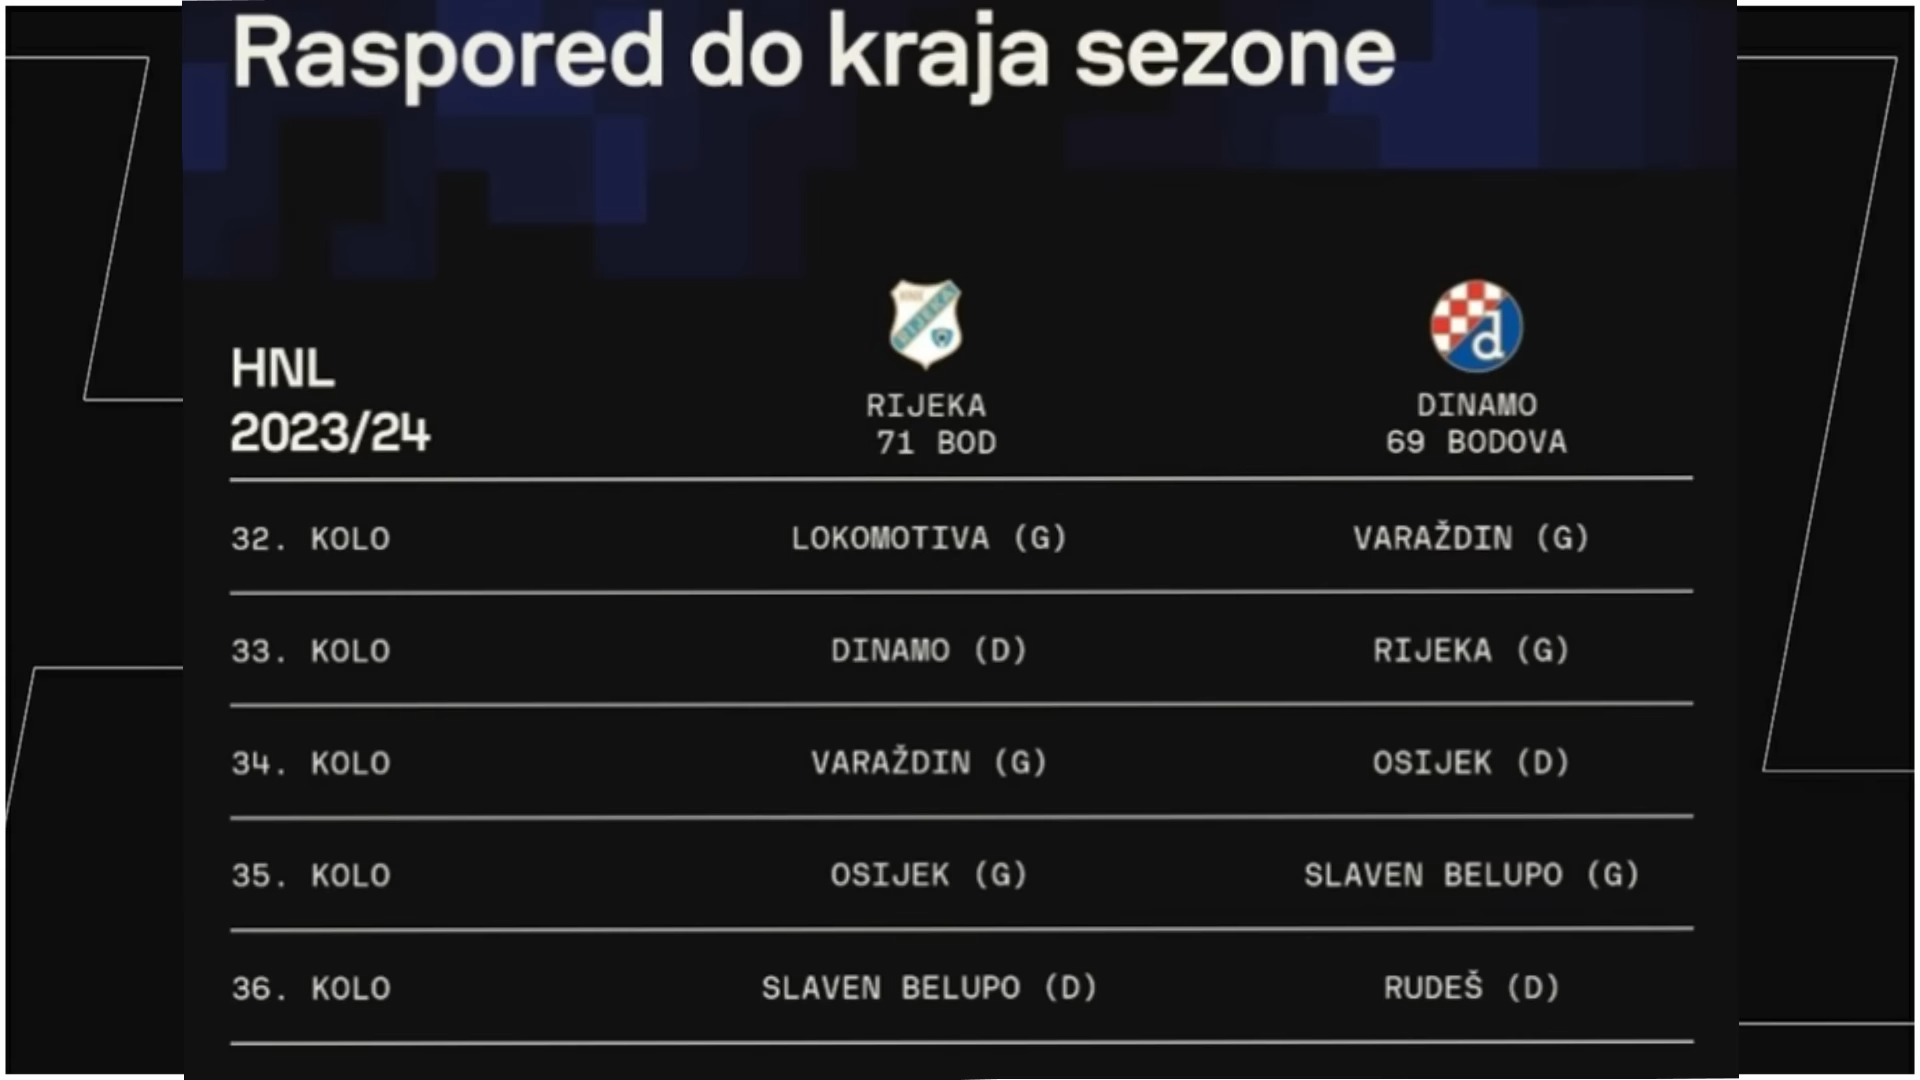 Raspored do kraja sezone
HNL
2023/24
RIJEKA
71 BOD
DINAMO
69 BODOVA
32. KOLO LOKOMOTIVA (G) VARAŽDIN (G)
33. KOLO DINAMO (D) RIJEKA (G)
34. KOLO VARAŽDIN (G) OSIJEK (D)
35. KOLO OSIJEK (G) SLAVEN BELUPO (G)
36. KOLO SLAVEN BELUPO (D) RUDEŠ (D)